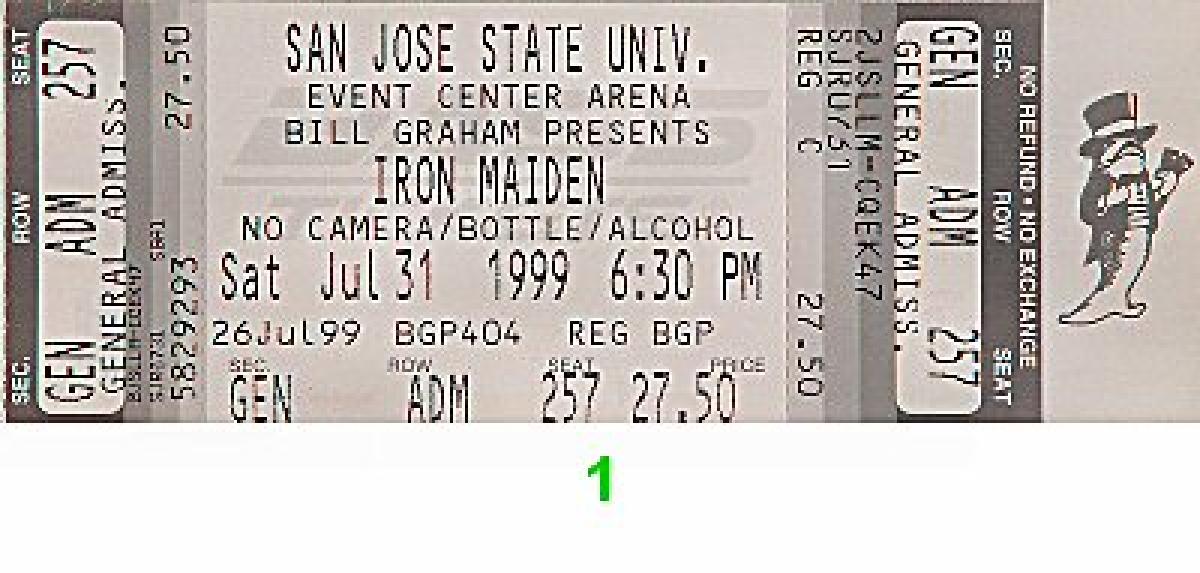 SEAT ROW SEC.
257 GEN ADM
GENERAL ADMISS.
27.50 5829293
SAN JOSE STATE UNIV.
EVENT CENTER ARENA
BILL GRAHAM PRESENTS
IRON MAIDEN
NO CAMERA/BOTTLE/ALCOHOL
Sat Jul 31 1999 6:30 PM
26Jul99 BGP404 REG BGP
SEC. ROW SEAT PRICE
GEN ADM 257 27.50
REG C 27.50
SJRU731
2JSLLM-CQEK47
GENERAL ADMISS.
GEN ADM 257
SEC. ROW SEAT
NO REFUND • NO EXCHANGE
1